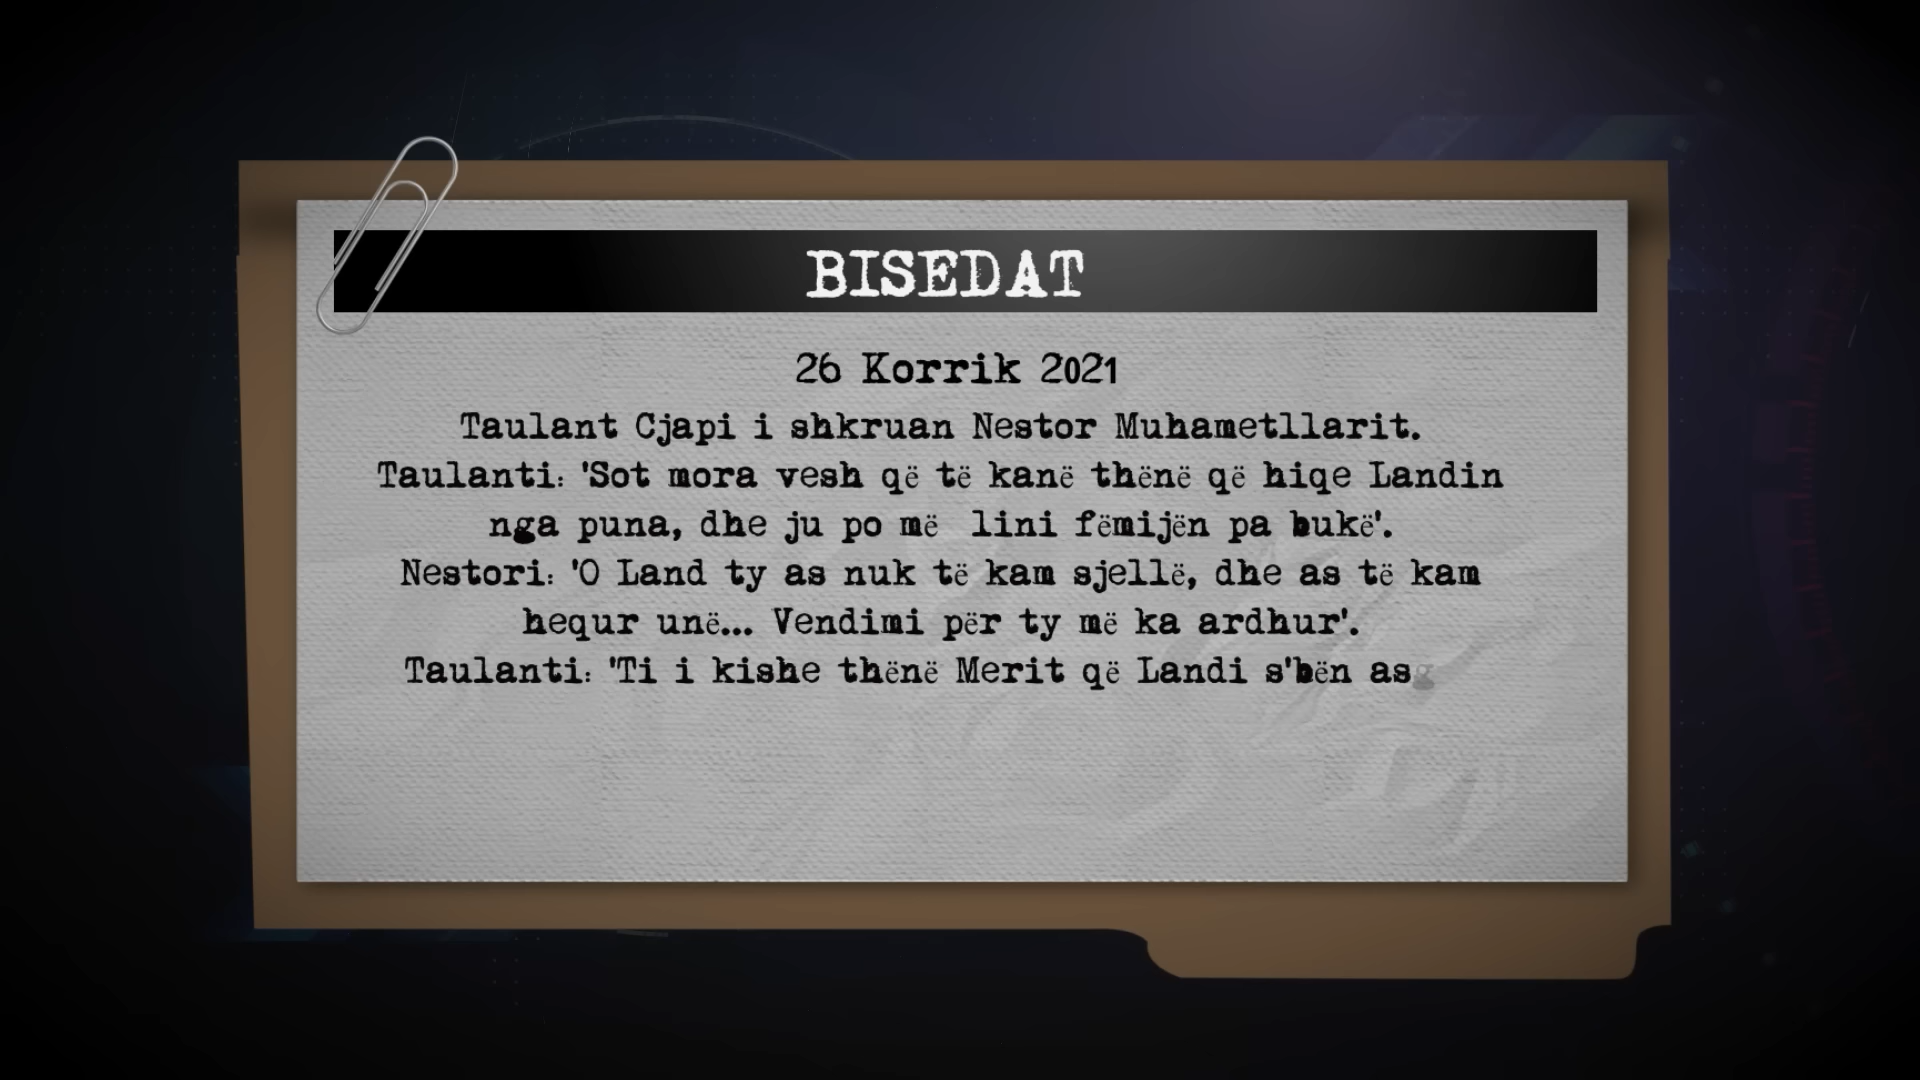 BISEDAT
26 Korrik 2021
Taulant Cjapi i shkruan Nestor Muhametllarit.
Taulanti: 'Sot mora vesh që të kanë thënë që hiqe Landin
nga puna, dhe ju po më lini fëmijën pa bukë'.
Nestori: 'O Land ty as nuk të kam sjellë, dhe as të kam
hequr unë... Vendimi për ty më ka ardhur'.
Taulanti: 'Ti i kishe thënë Merit që Landi s'bën asg